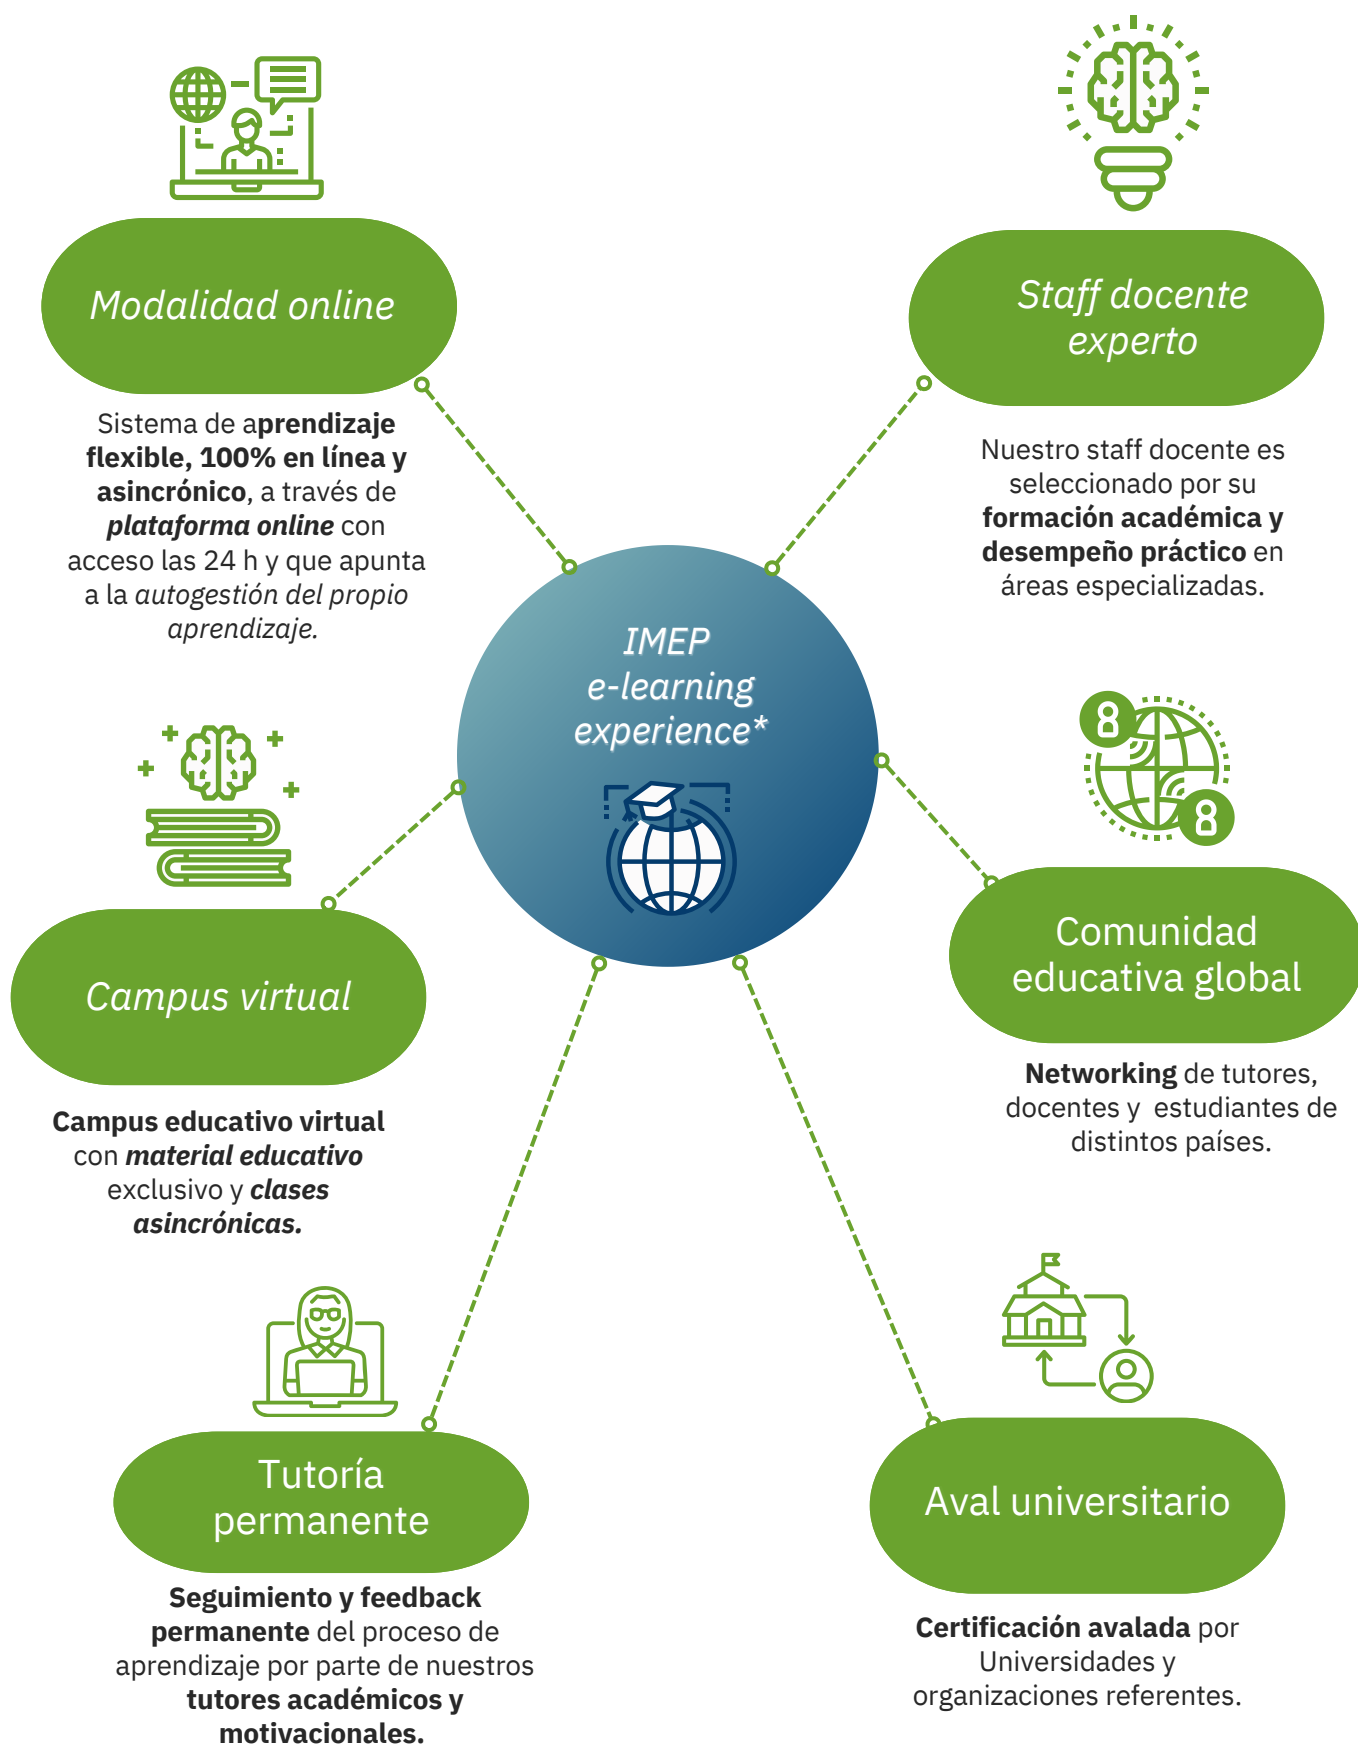 Modalidad online
Sistema de aprendizaje
flexible, 100% en línea y
asincrónico, a través de
plataforma online con
acceso las 24 h y que apunta
a la autogestión del propio
aprendizaje.
Staff docente
experto
Nuestro staff docente es
seleccionado por su
formación académica y
desempeño práctico en
áreas especializadas.
IMEP
e-learning
experience*
Campus virtual
Campus educativo virtual
con material educativo
exclusivo y clases
asincrónicas.
Comunidad
educativa global
Networking de tutores,
docentes y estudiantes de
distintos países.
Tutoría
permanente
Seguimiento y feedback
permanente del proceso de
aprendizaje por parte de nuestros
tutores académicos y
motivacionales.
Aval universitario
Certificación avalada por
Universidades y
organizaciones referentes.